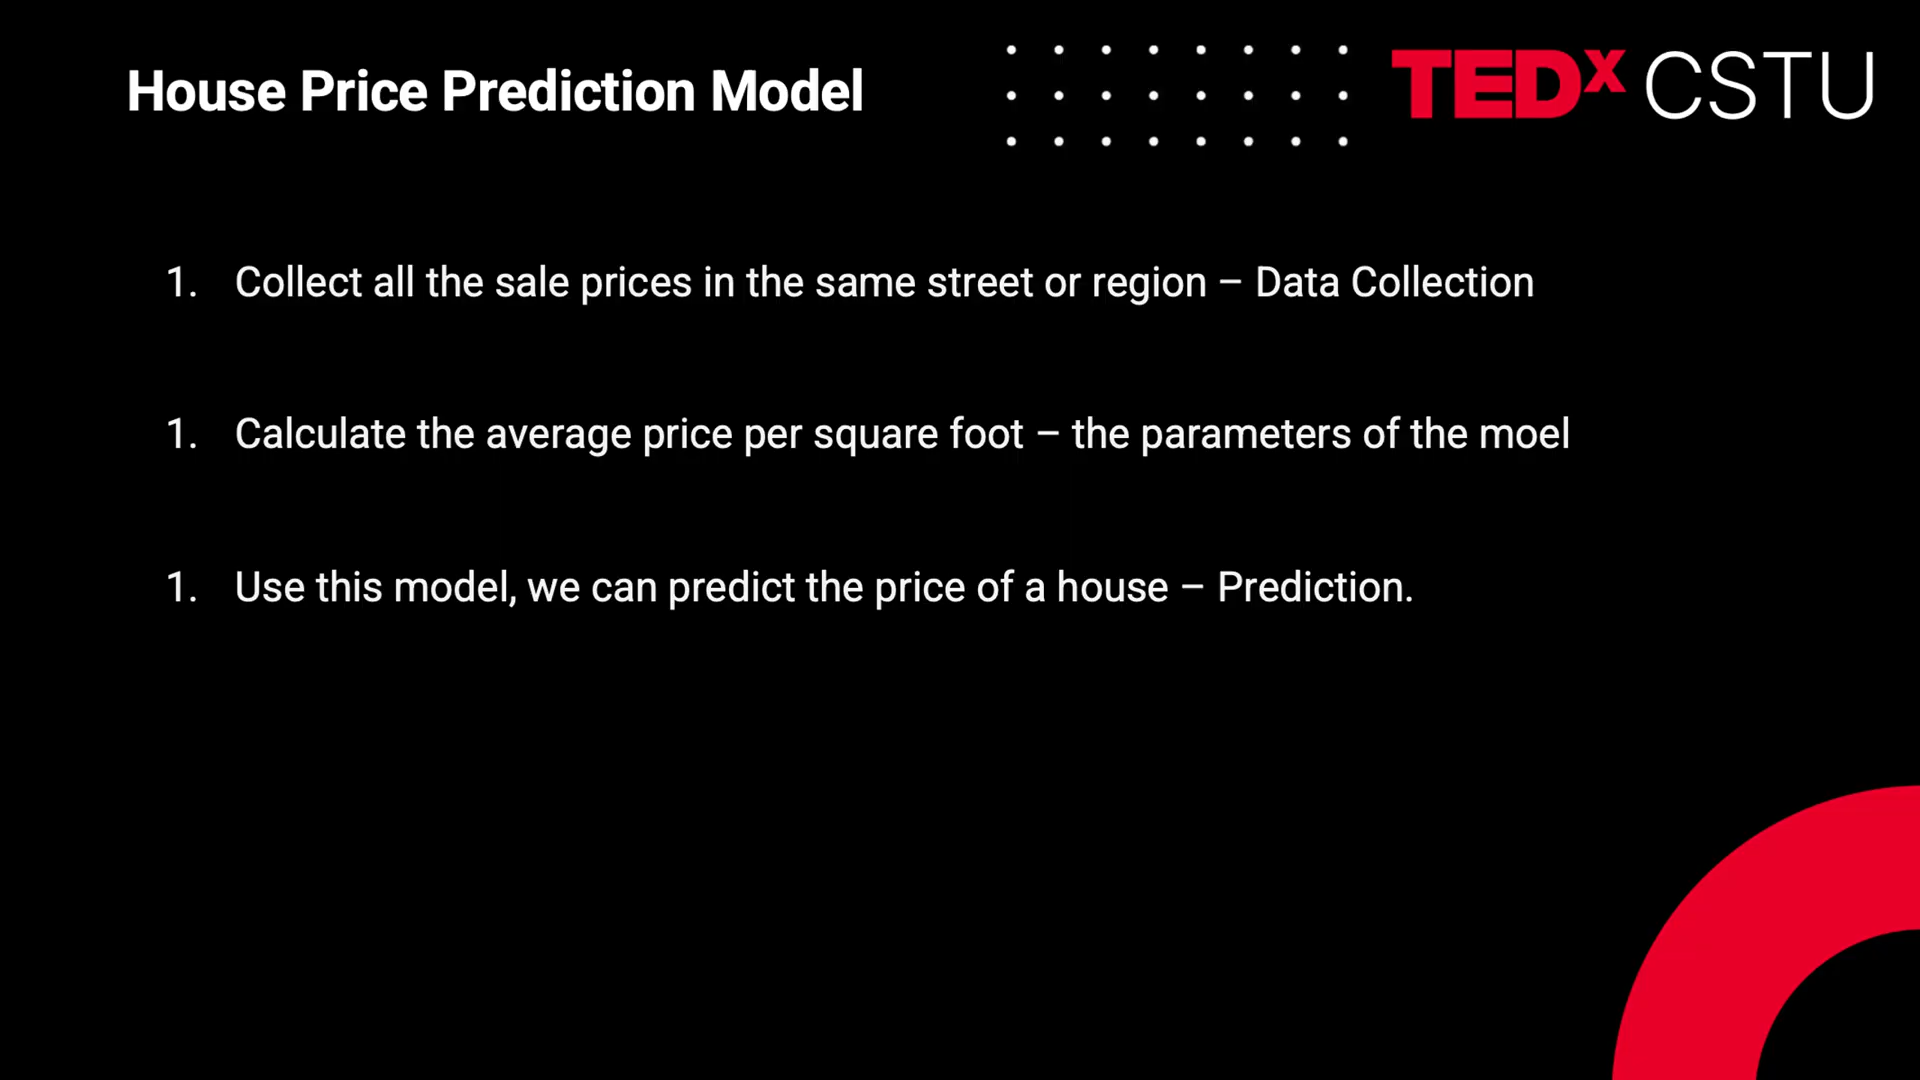 House Price Prediction Model
TEDx CSTU
1. Collect all the sale prices in the same street or region – Data Collection
1. Calculate the average price per square foot – the parameters of the moel
1. Use this model, we can predict the price of a house – Prediction.